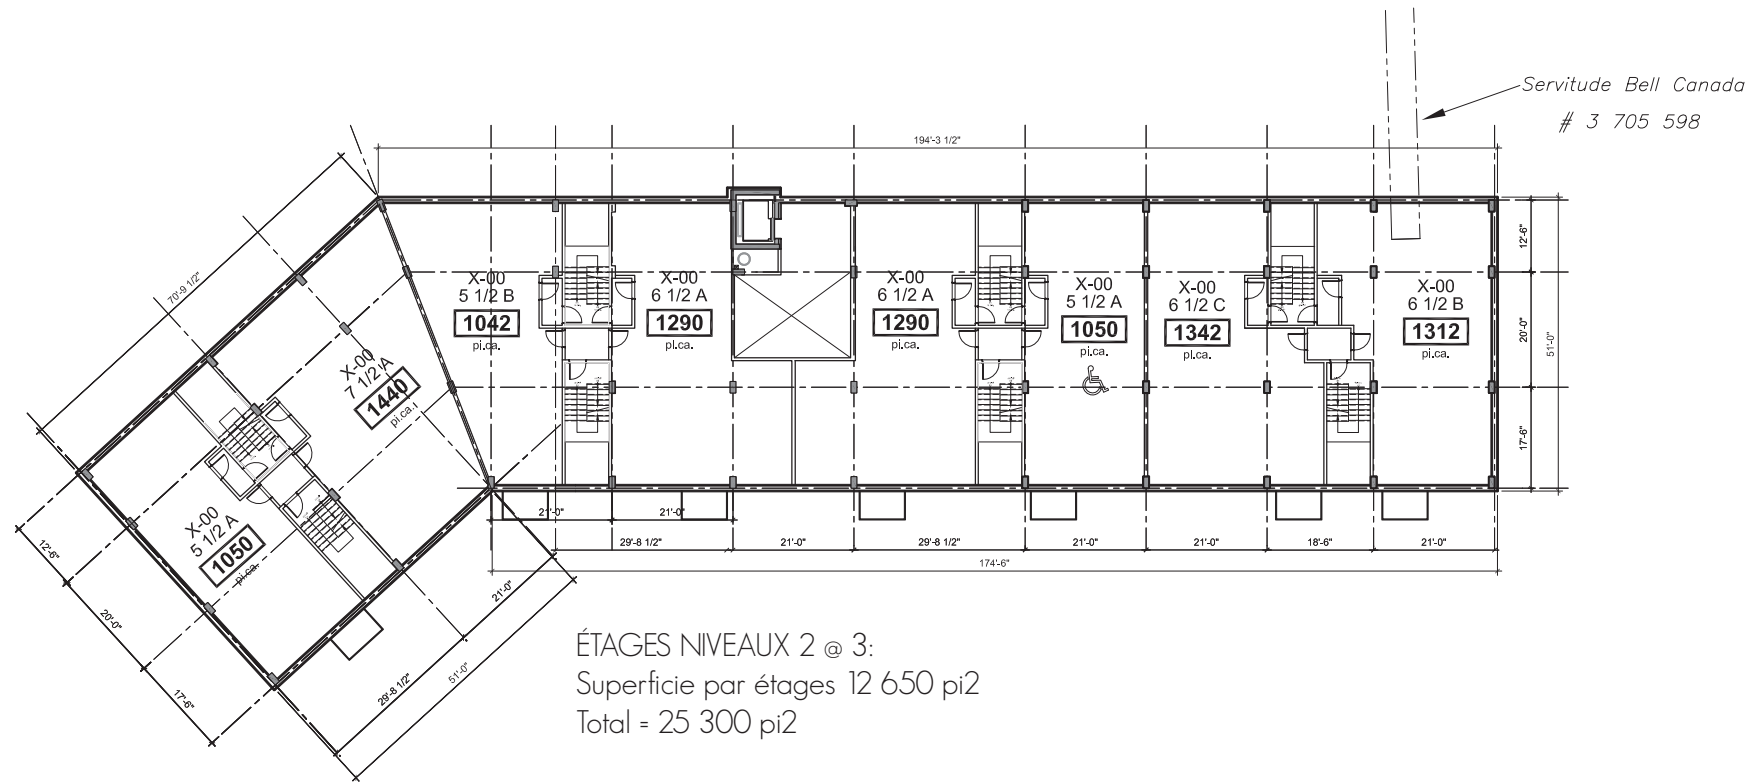 Servitude Bell Canada
# 3 705 598
194'-3 1/2"
70'-9 1/2"
X-00
5 1/2 B
1042
pi.ca.
X-00
6 1/2 A
1290
pi.ca.
X-00
6 1/2 A
1290
pi.ca.
X-00
5 1/2 A
1050
pi.ca.
X-00
6 1/2 C
1342
pi.ca.
X-00
6 1/2 B
1312
pi.ca.
12'-6"
20'-0"
17'-6"
51'-0"
X-00
7 1/2 A
1440
pi.ca.
X-00
5 1/2 A
1050
pi.ca.
21'-0"
21'-0"
29'-8 1/2"
21'-0"
29'-8 1/2"
21'-0"
21'-0"
18'-6"
21'-0"
174'-6"
12'-6"
20'-0"
17'-6"
29'-8 1/2"
21'-0"
51'-0"
ÉTAGES NIVEAUX 2 @ 3:
Superficie par étages 12 650 pi2
Total = 25 300 pi2